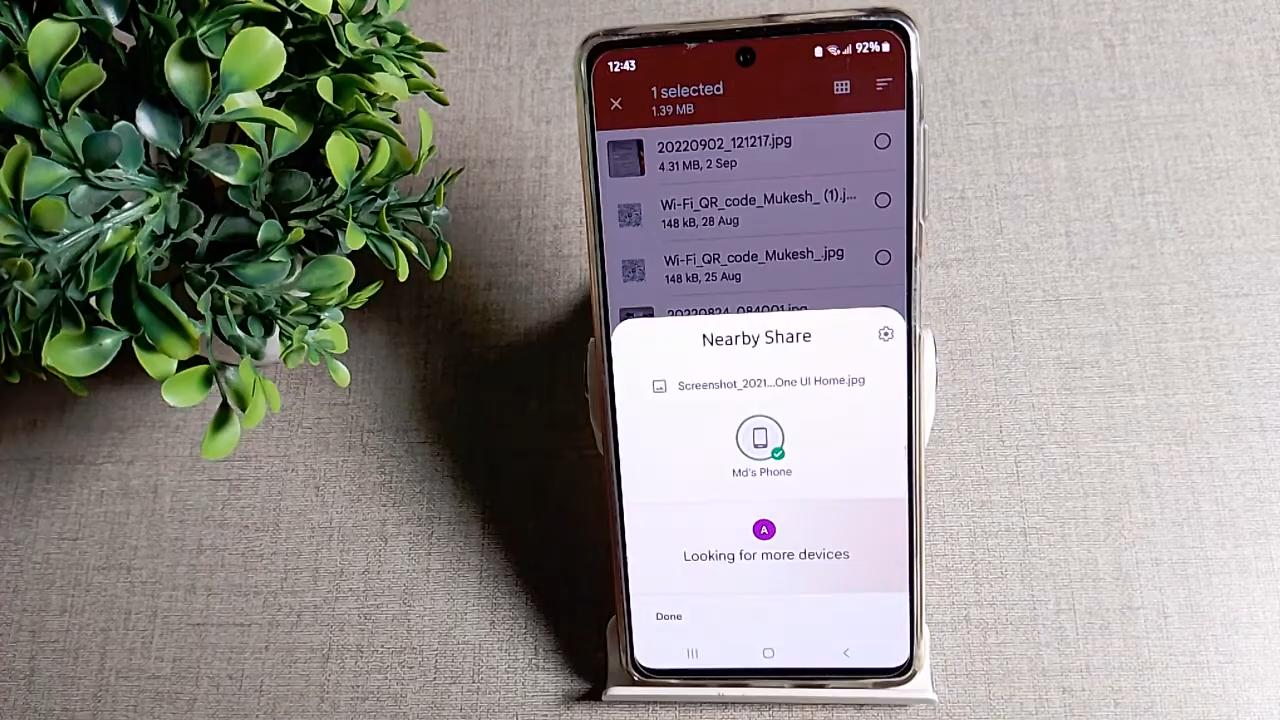 12:43
92%
1 selected
1.39 MB
20220902_121217.jpg
4.31 MB, 2 Sep
Wi-Fi_QR_code_Mukesh_ (1).j...
148 kB, 28 Aug
Wi-Fi_QR_code_Mukesh_.jpg
148 kB, 25 Aug
20220824_084001.jpg
Nearby Share
Screenshot_2021...One UI Home.jpg
Md's Phone
A
Looking for more devices
Done